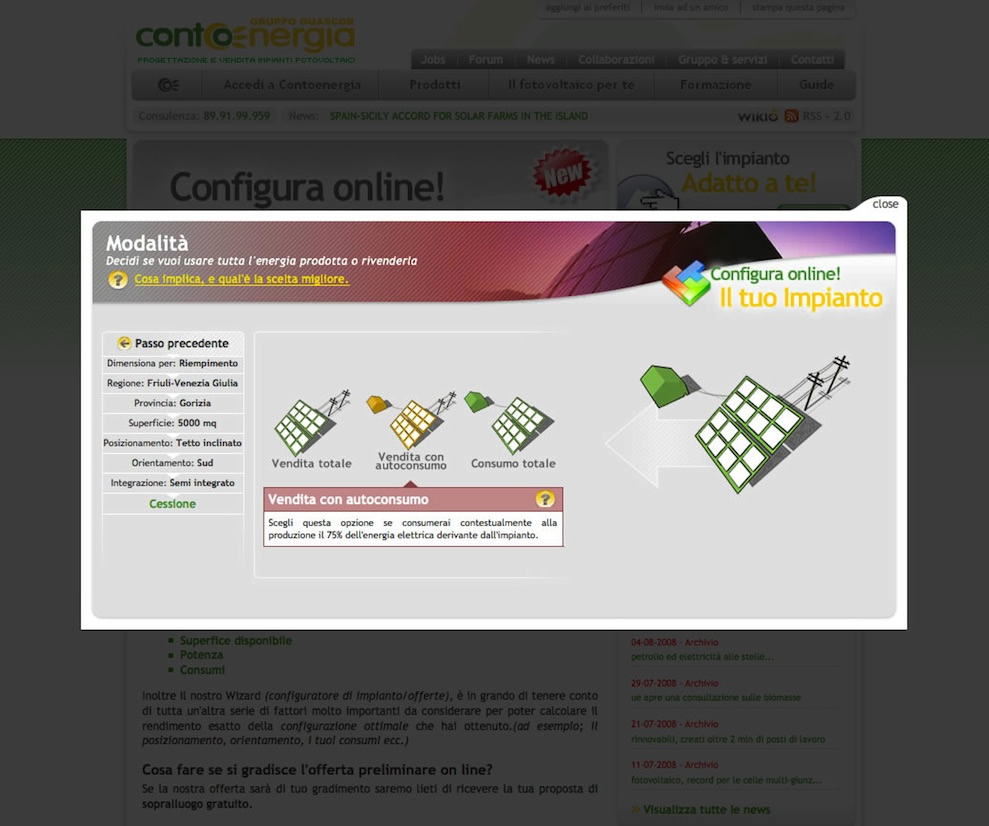 aggiungi ai preferiti
invia ad un amico
stampa questa pagina
GRUPPO GUASCOR
contoenergia
PROGETTAZIONE E VENDITA IMPIANTI FOTOVOLTAICI
Jobs
Forum
News
Collaborazioni
Gruppo & servizi
Contatti
Accedi a Contoenergia
Prodotti
Il fotovoltaico per te
Formazione
Guide
Consulenza: 89.91.99.959
News: SPAIN-SICILY ACCORD FOR SOLAR FARMS IN THE ISLAND
WIKIO
RSS - 2.0
Configura online!
New
Scegli l'impianto
Adatto a te!
close
Modalità
Decidi se vuoi usare tutta l'energia prodotta o rivenderla
? Cosa implica, e qual'è la scelta migliore.
Configura online!
Il tuo Impianto
Passo precedente
Dimensiona per: Riempimento
Regione: Friuli-Venezia Giulia
Provincia: Gorizia
Superficie: 5000 mq
Posizionamento: Tetto inclinato
Orientamento: Sud
Integrazione: Semi integrato
Cessione
Vendita totale
Vendita con
autoconsumo
Consumo totale
Vendita con autoconsumo ?
Scegli questa opzione se consumerai contestualmente alla
produzione il 75% dell'energia elettrica derivante dall'impianto.
Superfice disponibile
Potenza
Consumi
Inoltre il nostro Wizard (configuratore di impianto/offerte), è in grando di tenere conto
di tutta un'altra serie di fattori molto importanti da considerare per poter calcolare il
rendimento esatto della configurazione ottimale che hai ottenuto.(ad esempio; il
posizionamento, orientamento, i tuoi consumi ecc.)
Cosa fare se si gradisce l'offerta preliminare on line?
Se la nostra offerta sarà di tuo gradimento saremo lieti di ricevere la tua proposta di
sopralluogo gratuito.
04-08-2008 - Archivio
petrolio ed elettricità alle stelle...
29-07-2008 - Archivio
ue apre una consultazione sulle biomasse
21-07-2008 - Archivio
rinnovabili, creati oltre 2 mln di posti di lavoro
11-07-2008 - Archivio
fotovoltaico, record per le celle multi-giunz...
>> Visualizza tutte le news